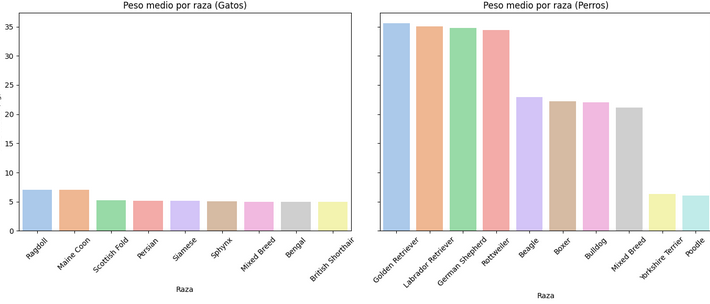 Peso medio por raza (Gatos)
35
30
25
20
15
10
5
0
Ragdoll
Maine Coon
Scottish Fold
Persian
Siamese
Sphynx
Mixed Breed
Bengal
British Shorthair
Raza
Peso medio por raza (Perros)
Golden Retriever
Labrador Retriever
German Shepherd
Rottweiler
Beagle
Boxer
Bulldog
Mixed Breed
Yorkshire Terrier
Poodle
Raza